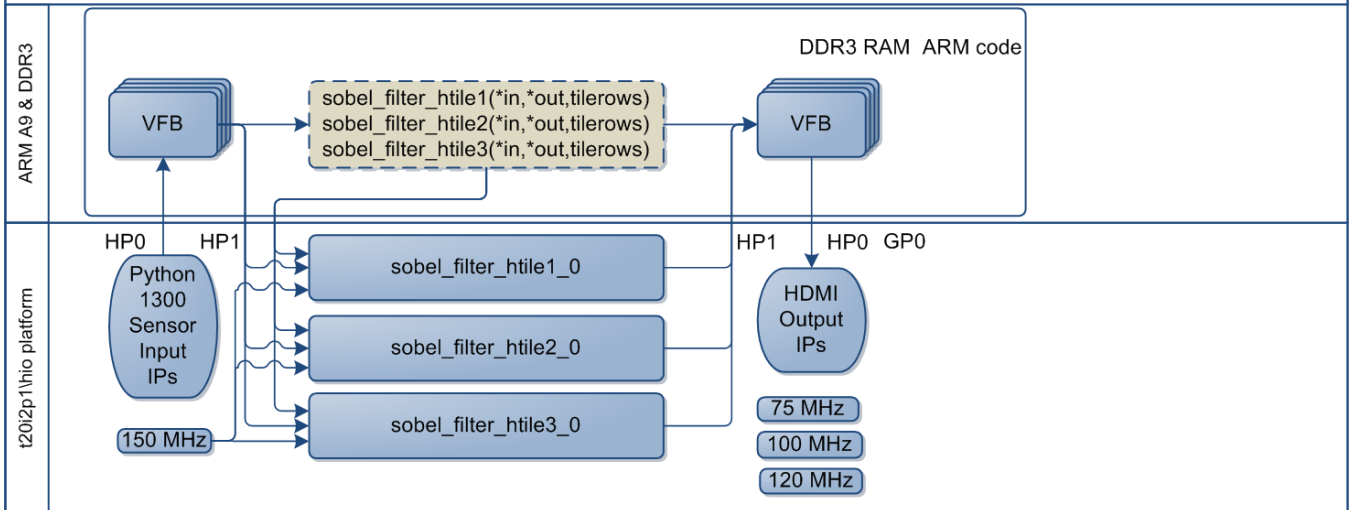 ARM A9 & DDR3
DDR3 RAM ARM code
VFB
sobel_filter_htile1(*in,*out,tilerows)
sobel_filter_htile2(*in,*out,tilerows)
sobel_filter_htile3(*in,*out,tilerows)
VFB
t20i2p1\hio platform
HP0
HP1
HP1
HP0
GP0
Python
1300
Sensor
Input
IPs
150 MHz
sobel_filter_htile1_0
sobel_filter_htile2_0
sobel_filter_htile3_0
HDMI
Output
IPs
75 MHz
100 MHz
120 MHz